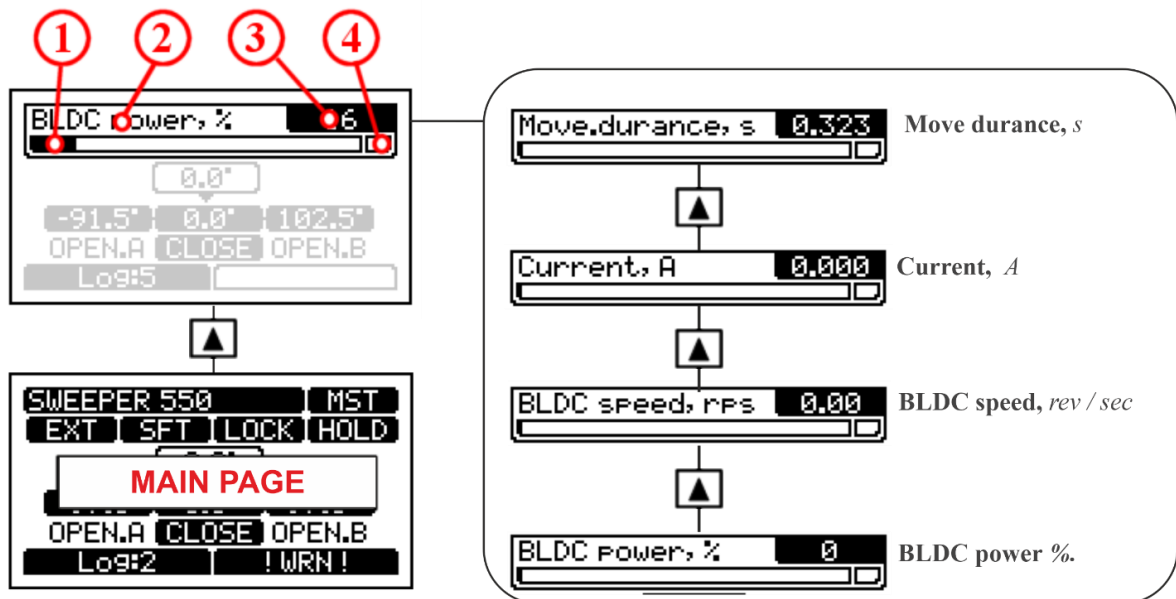 1 2 3 4
BLDC power, % 6
0.0°
-91.5° 0.0° 102.5°
OPEN.A CLOSE OPEN.B
Log:5
SWEEPER 550 MST
EXT SFT LOCK HOLD
MAIN PAGE
OPEN.A CLOSE OPEN.B
Log:2 !WRN!
Move.durance, s 0.323 Move durance, s
Current, A 0.000 Current, A
BLDC speed, rps 0.00 BLDC speed, rev / sec
BLDC power, % 0 BLDC power %.